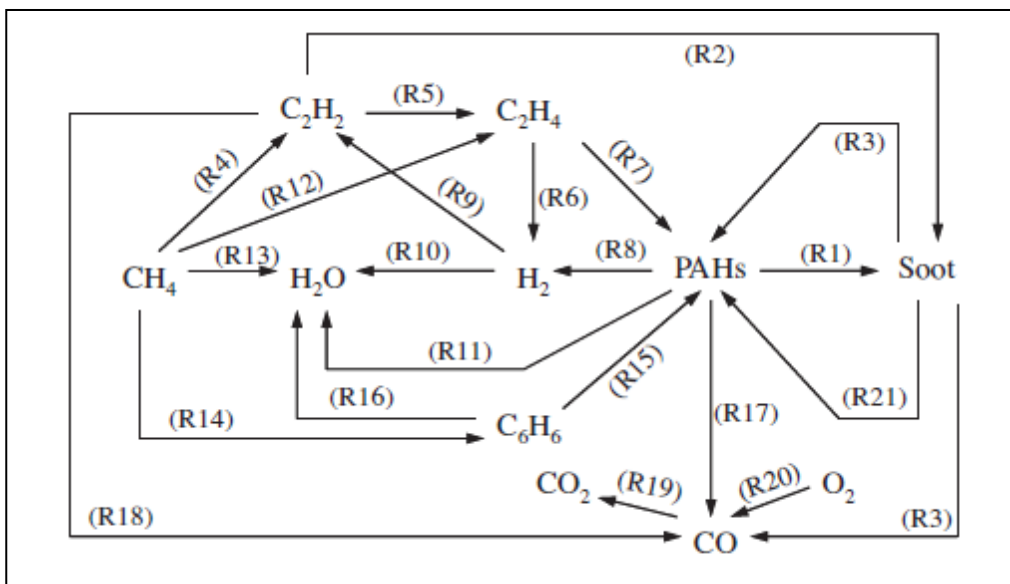 (R2)
C₂H₂ (R5) C₂H₄
(R3)
(R4) (R12) (R9) (R6) (R7)
CH₄ (R13) H₂O (R10) H₂ (R8) PAHs (R1) Soot
(R11)
(R14) (R16) C₆H₆ (R15) (R17) (R21)
CO₂ (R19) (R20) O₂
(R18) CO (R3)